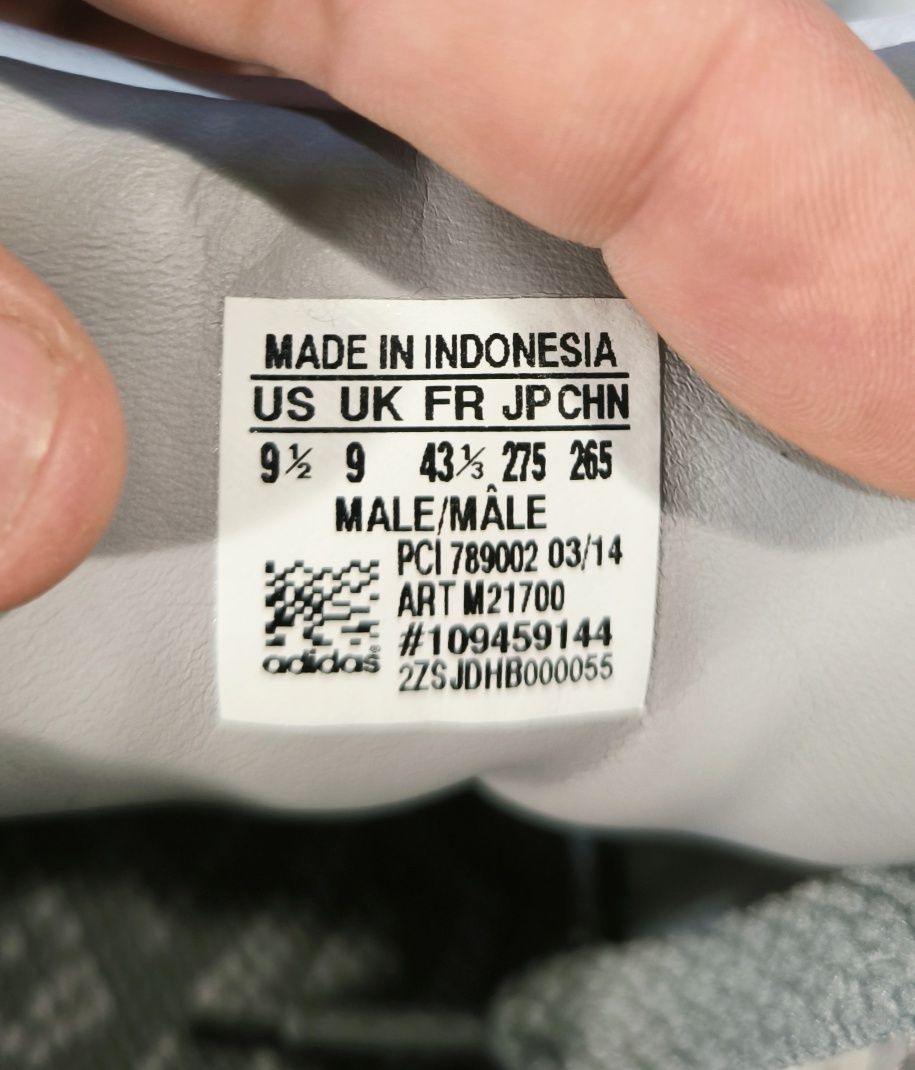 MADE IN INDONESIA
US UK FR JP CHN
9½ 9 43⅓ 275 265
MALE/MÂLE
PCI 789002 03/14
ART M21700
#109459144
adidas®
2ZSJDHB000055